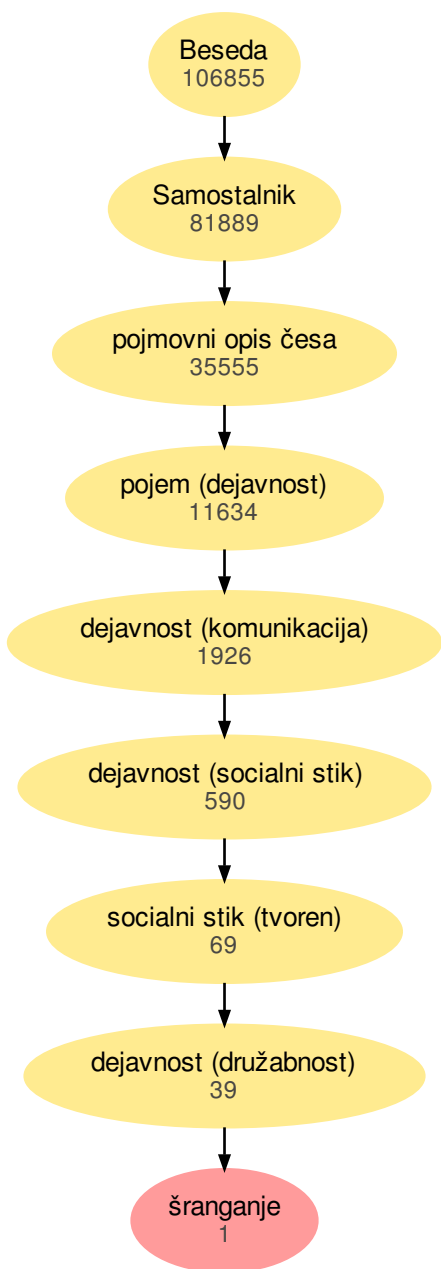 Beseda
106855
Samostalnik
81889
pojmovni opis česa
35555
pojem (dejavnost)
11634
dejavnost (komunikacija)
1926
dejavnost (socialni stik)
590
socialni stik (tvoren)
69
dejavnost (družabnost)
39
šranganje
1